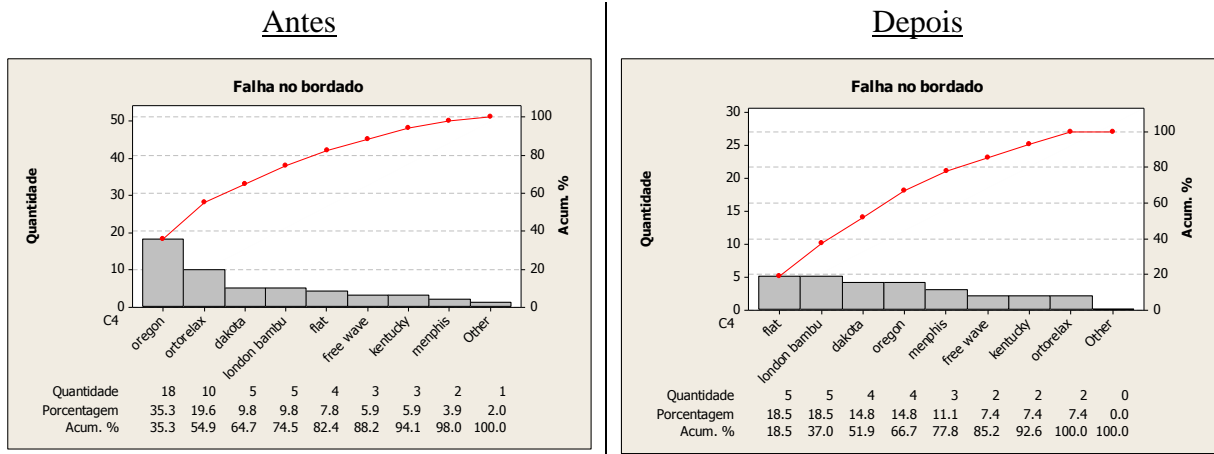 Antes
Falha no bordado
Quantidade
50
40
30
20
10
0
Acum. %
100
80
60
40
20
0
C4
oregon
ortorelax
dakota
london bambu
flat
free wave
kentucky
menphis
Other
Quantidade 18 10 5 5 4 3 3 2 1
Porcentagem 35.3 19.6 9.8 9.8 7.8 5.9 5.9 3.9 2.0
Acum. % 35.3 54.9 64.7 74.5 82.4 88.2 94.1 98.0 100.0
Depois
Falha no bordado
Quantidade
30
25
20
15
10
5
0
Acum. %
100
80
60
40
20
0
C4
flat
london bambu
dakota
oregon
menphis
free wave
kentucky
ortorelax
Other
Quantidade 5 5 4 4 3 2 2 2 0
Porcentagem 18.5 18.5 14.8 14.8 11.1 7.4 7.4 7.4 0.0
Acum. % 18.5 37.0 51.9 66.7 77.8 85.2 92.6 100.0 100.0